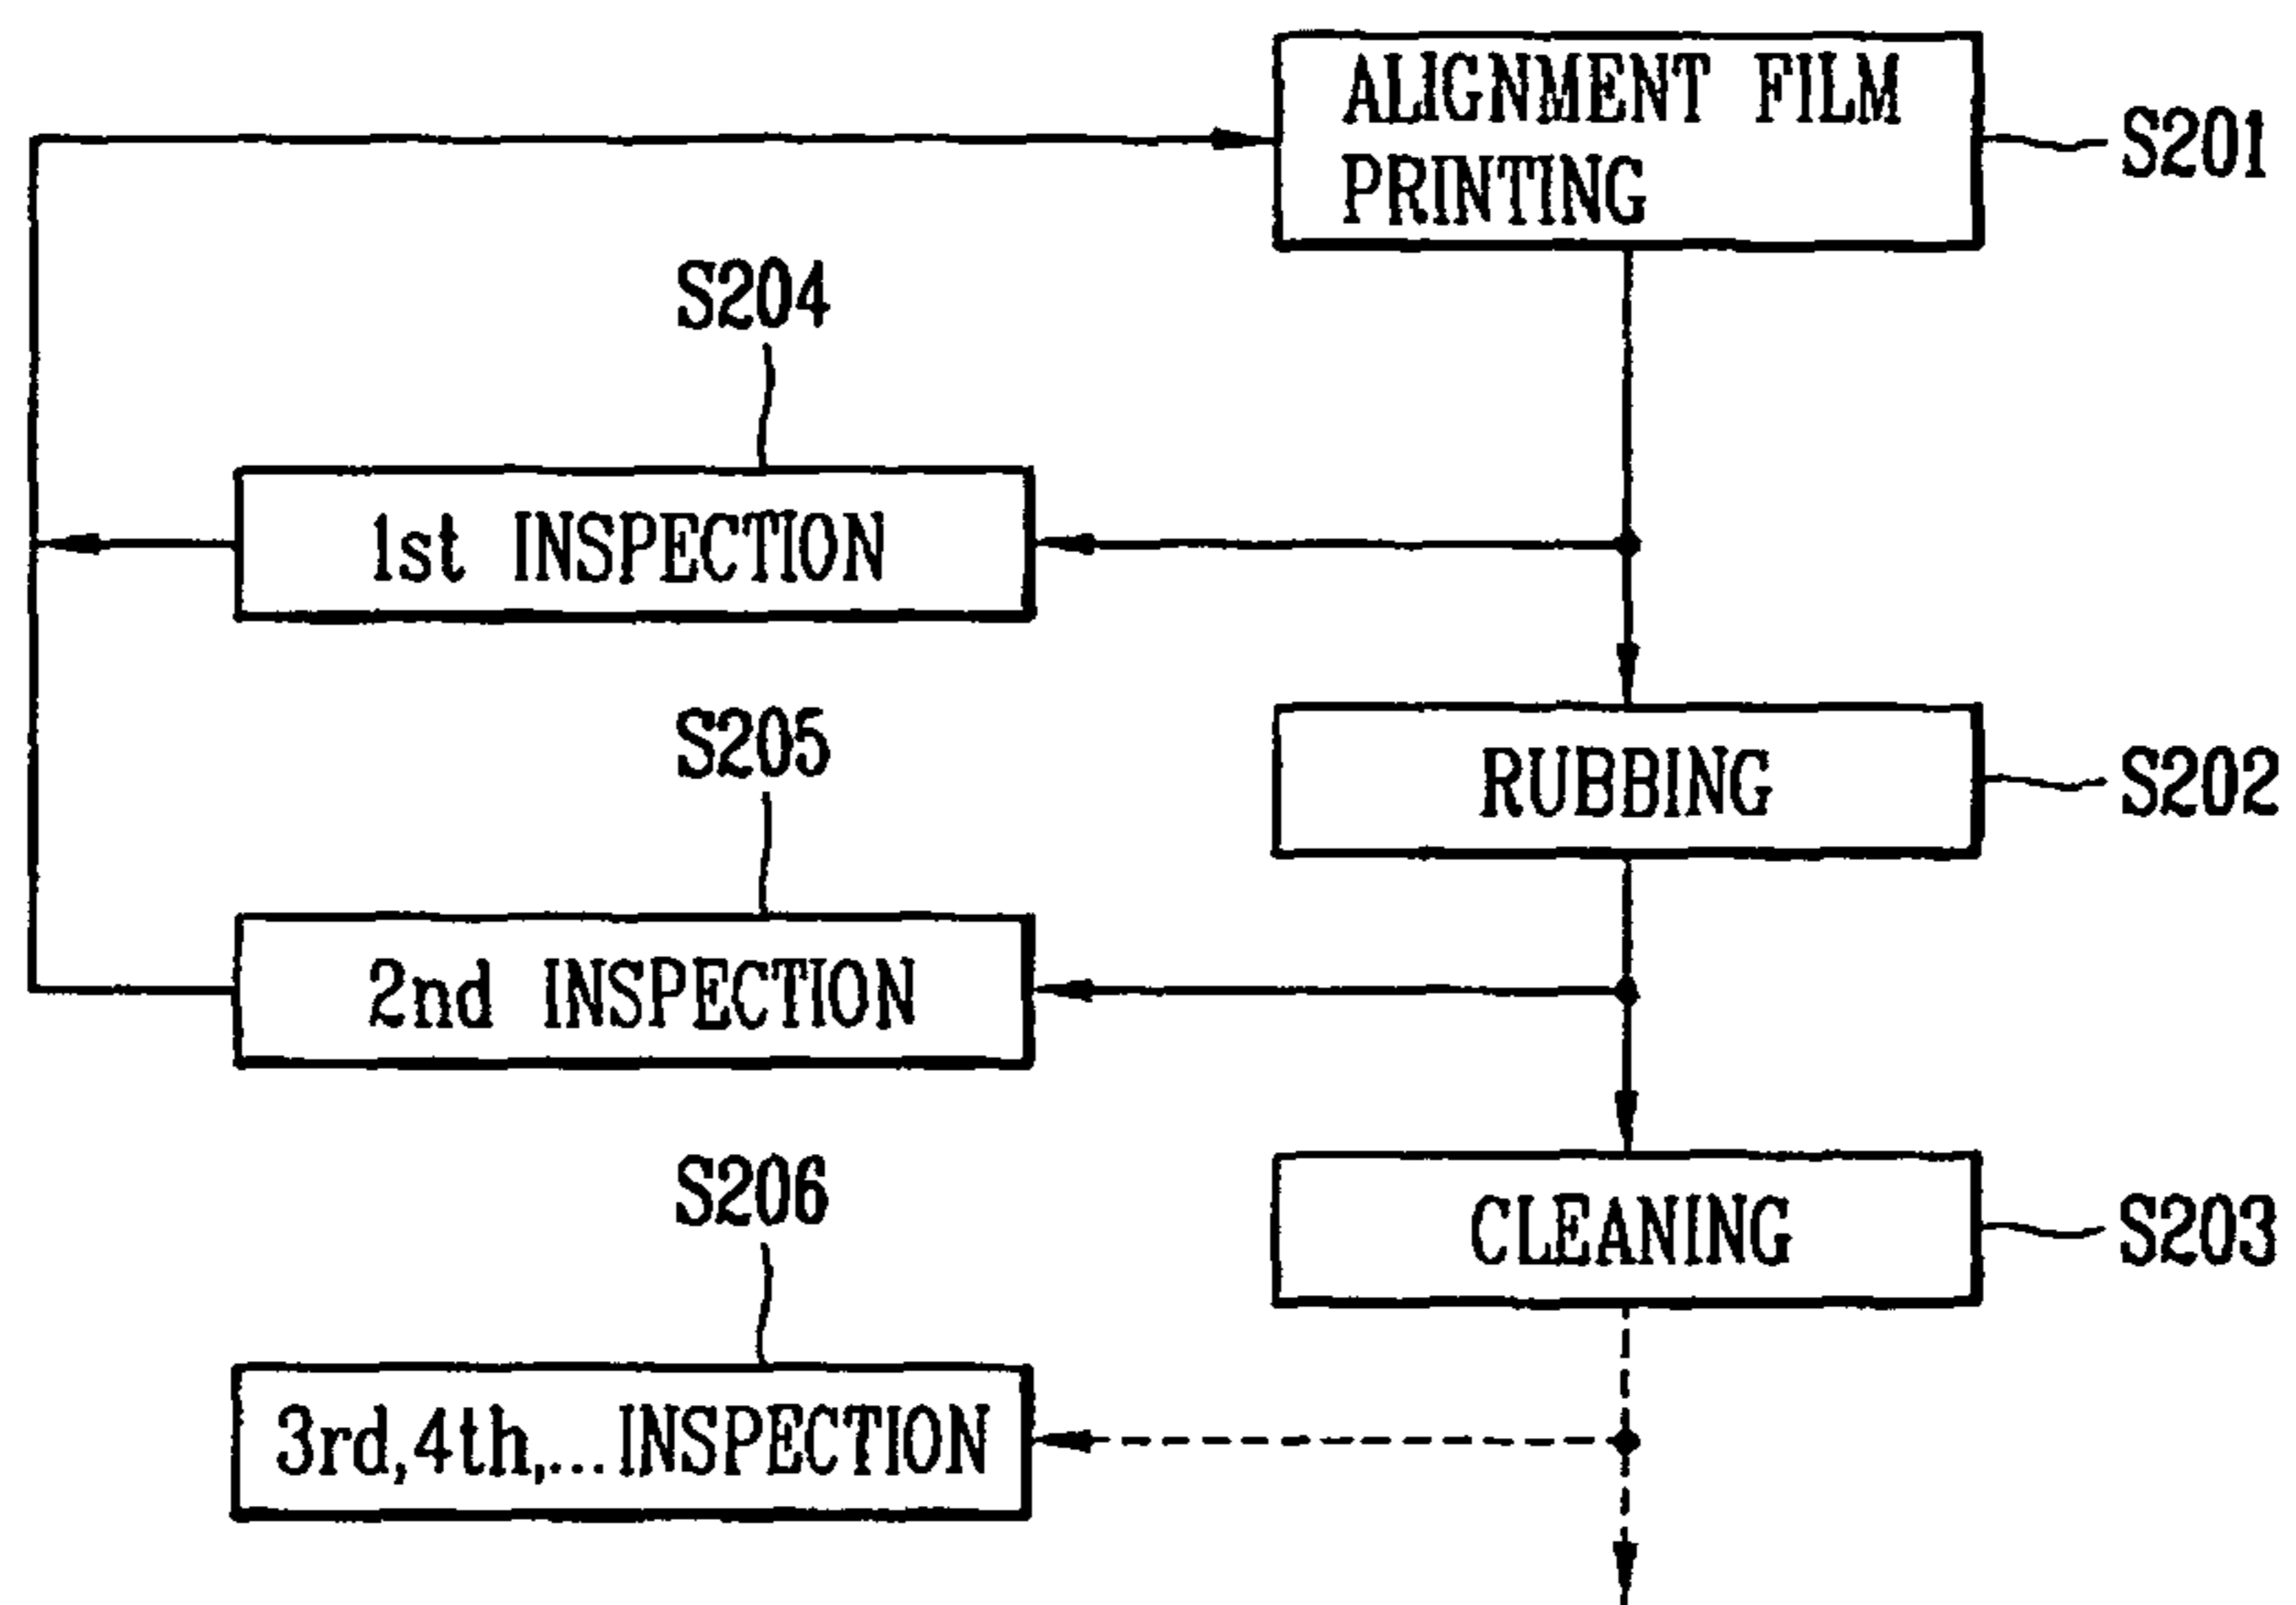 ALIGNMENT FILM
PRINTING
S201
S204
1st INSPECTION
RUBBING
S202
S205
2nd INSPECTION
CLEANING
S203
S206
3rd,4th,... INSPECTION